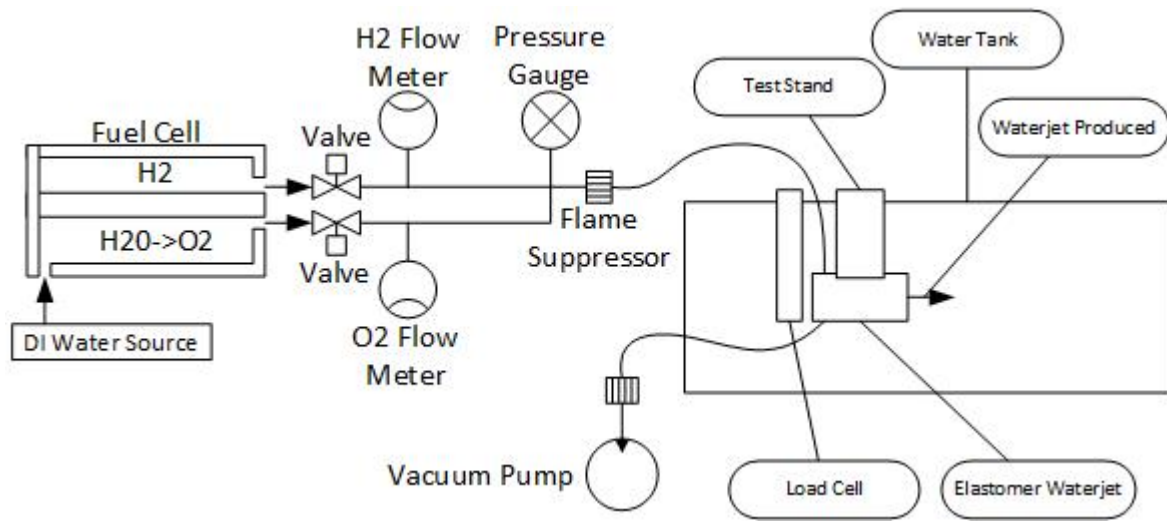 H2 Flow
Meter
Pressure
Gauge
Water Tank
Test Stand
Waterjet Produced
Fuel Cell
Valve
H2
Flame
Suppressor
H20->O2
Valve
DI Water Source
O2 Flow
Meter
Vacuum Pump
Load Cell
Elastomer Waterjet